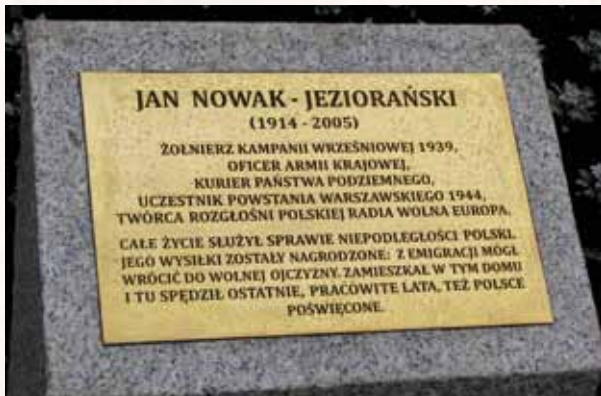 JAN NOWAK - JEZIORAŃSKI
(1914 - 2005)
ŻOŁNIERZ KAMPANII WRZEŚNIOWEJ 1939,
OFICER ARMII KRAJOWEJ,
KURIER PAŃSTWA PODZIEMNEGO,
UCZESTNIK POWSTANIA WARSZAWSKIEGO 1944,
TWÓRCA ROZGŁOŚNI POLSKIEJ RADIA WOLNA EUROPA.
CAŁE ŻYCIE SŁUŻYŁ SPRAWIE NIEPODLEGŁOŚCI POLSKI.
JEGO WYSIŁKI ZOSTAŁY NAGRODZONE: Z EMIGRACJI MÓGŁ
WRÓCIĆ DO WOLNEJ OJCZYZNY. ZAMIESZKAŁ W TYM DOMU
I TU SPĘDZIŁ OSTATNIE, PRACOWITE LATA, TEŻ POLSCE
POŚWIĘCONE.